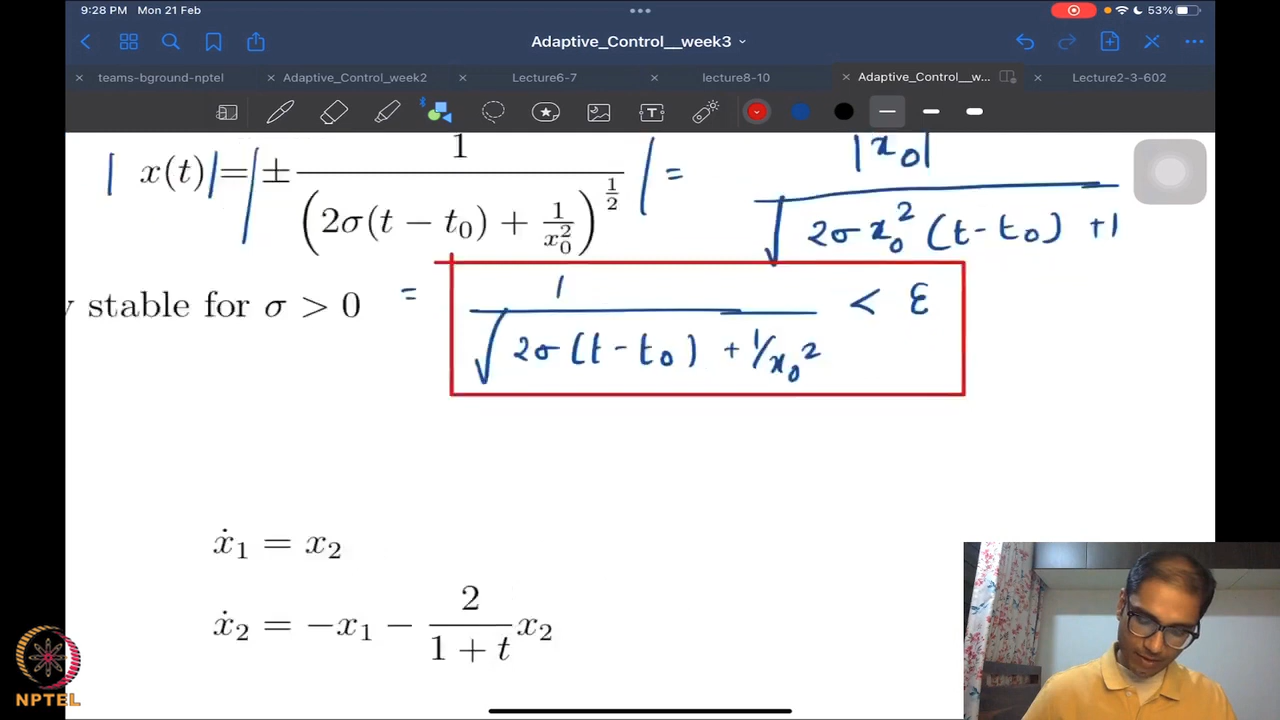 9:28 PM Mon 21 Feb
53%
Adaptive_Control__week3
teams-bground-nptel
Adaptive_Control_week2
Lecture6-7
lecture8-10
Adaptive_Control__w...
Lecture2-3-602
| x(t)| = | ± 1 / (2σ(t − t₀) + 1/x₀²)^(1/2) | = |x₀| / √(2σx₀²(t − t₀) + 1
y stable for σ > 0 = 1 / √(2σ(t − t₀) + 1/x₀²) < ε
ẋ₁ = x₂
ẋ₂ = −x₁ − 2/(1 + t) x₂
NPTEL